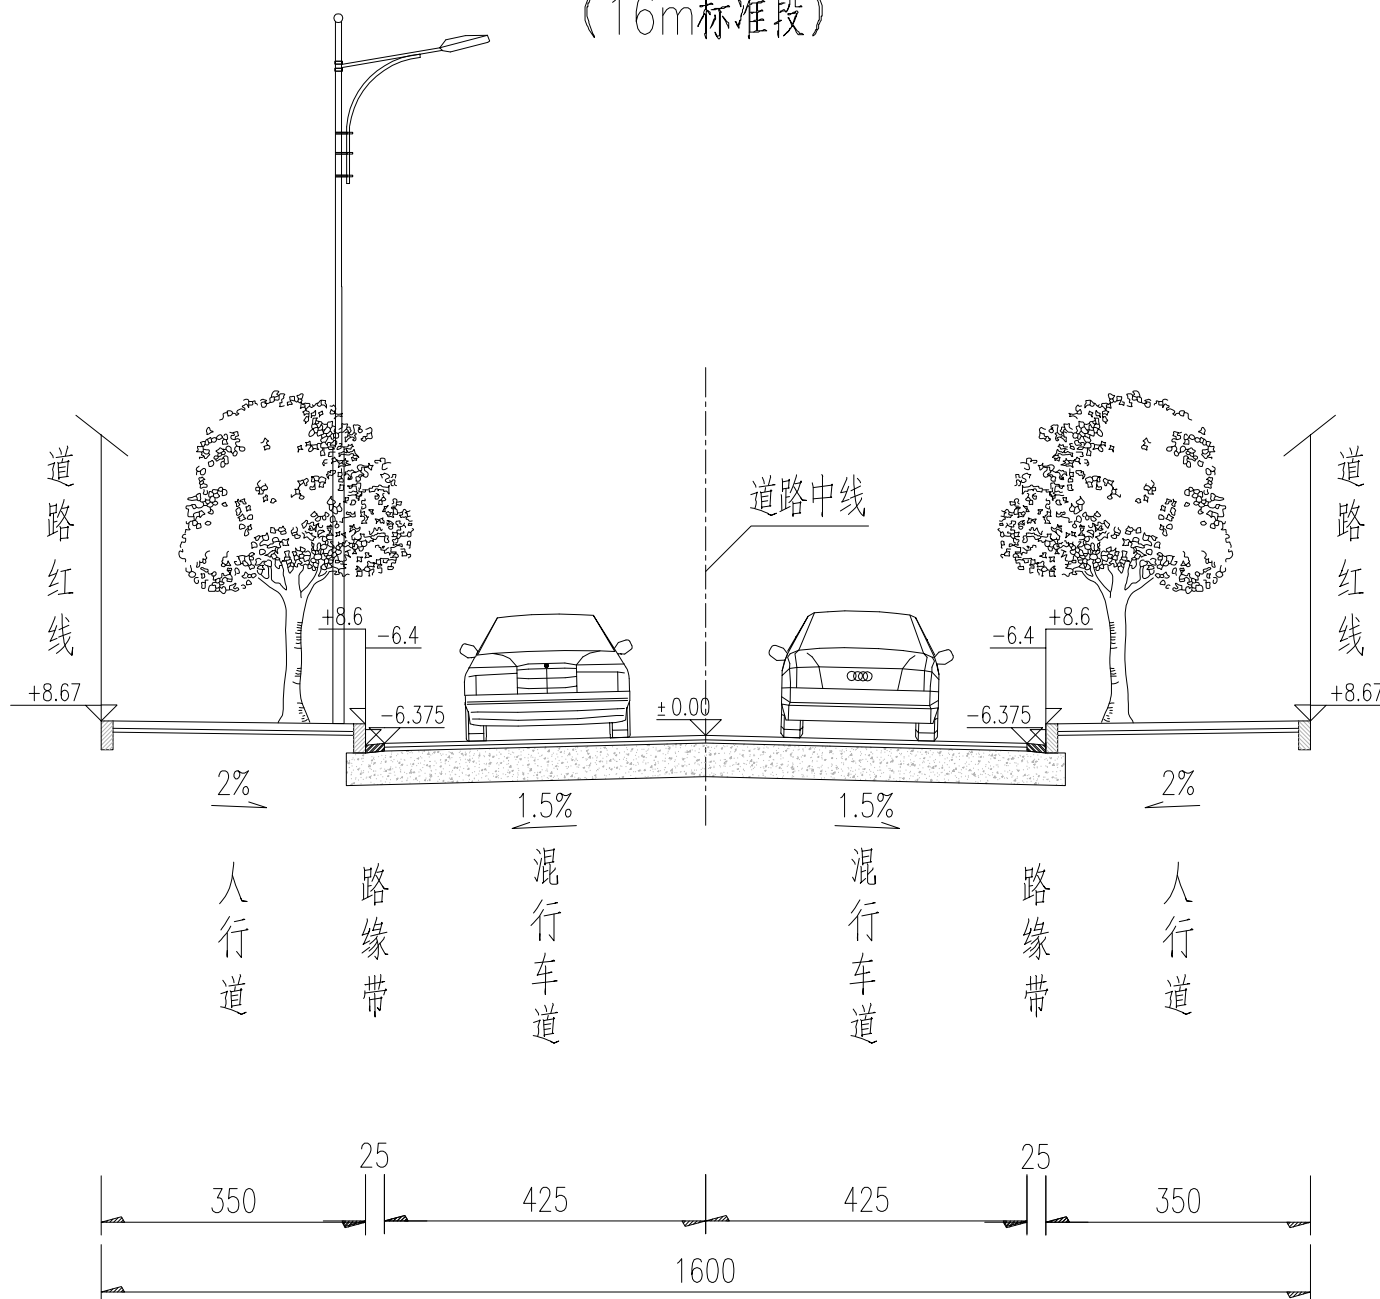 （16m标准段）
道路红线
道路中线
道路红线
+8.6
-6.4
-6.4
+8.6
+8.67
-6.375
±0.00
-6.375
+8.67
2%
1.5%
1.5%
2%
人行道
路缘带
混行车道
混行车道
路缘带
人行道
25
25
350
425
425
350
1600